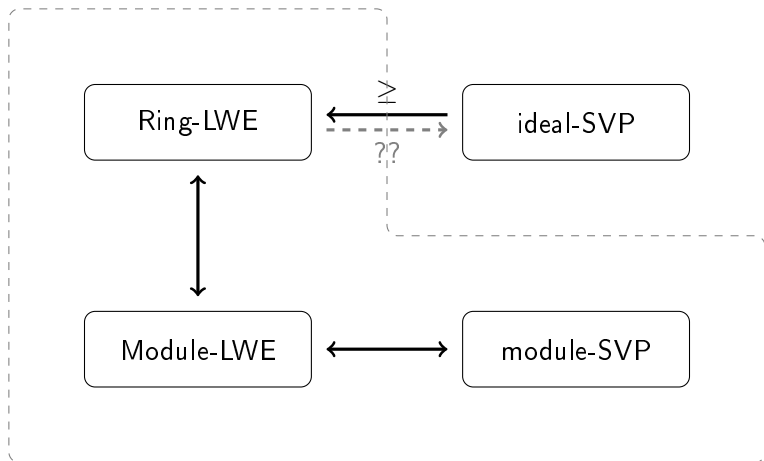 ≥
Ring-LWE
ideal-SVP
??
Module-LWE
module-SVP